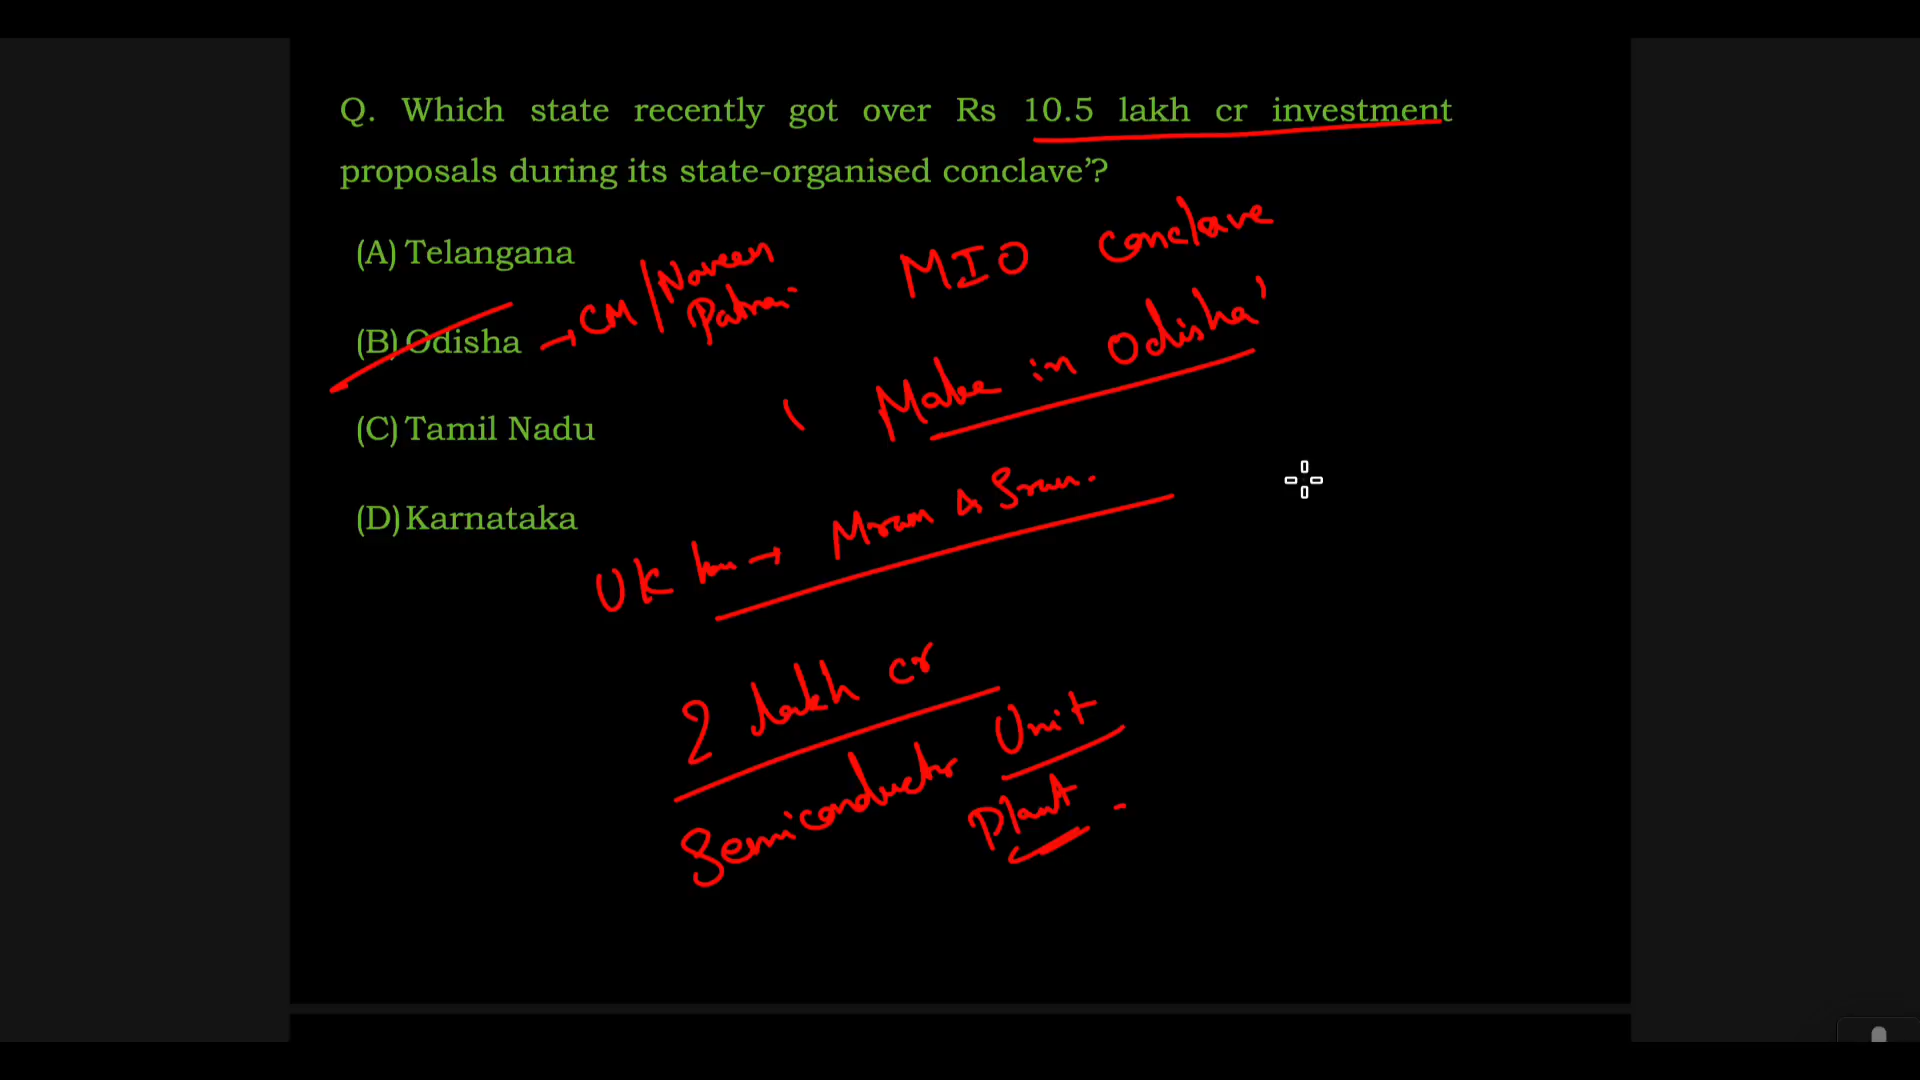 Q. Which state recently got over Rs 10.5 lakh cr investment
proposals during its state-organised conclave’?
(A) Telangana
(B) Odisha → CM / Naveen
MIO Conclave
(C) Tamil Nadu
' Make in Odisha '
(D) Karnataka
UK → & 
2 lakh cr
Semiconductor Unit
Plant.